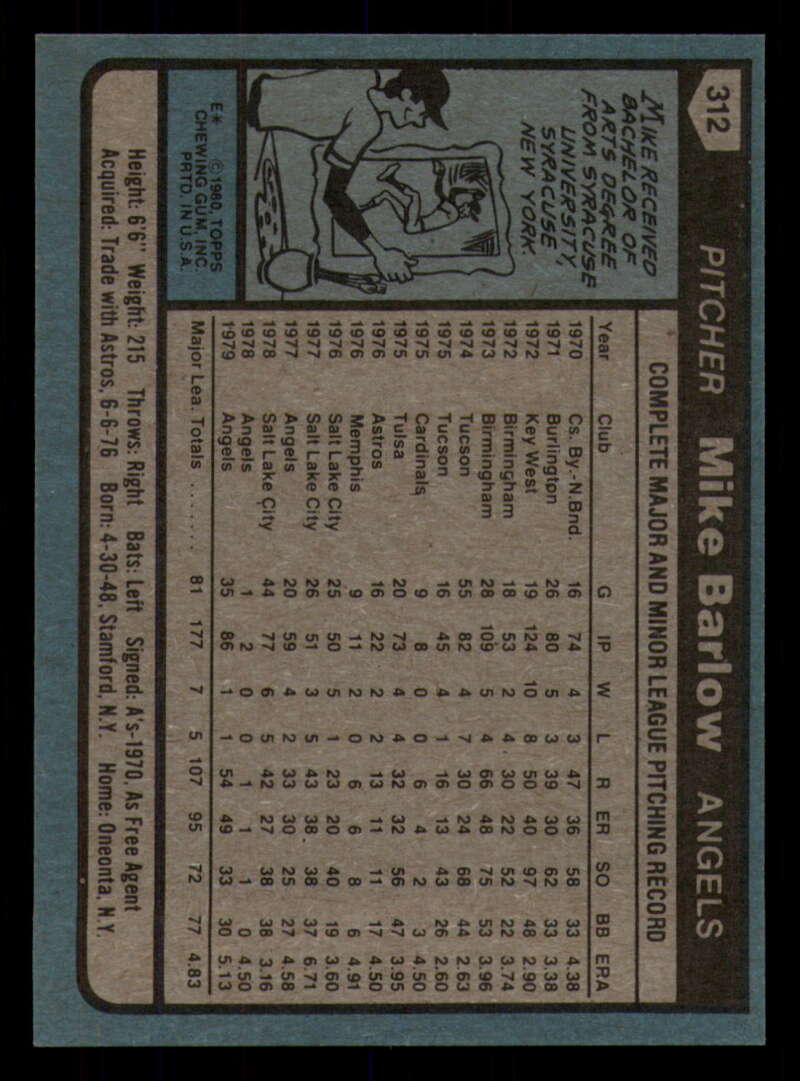 312 PITCHER Mike Barlow ANGELS
MIKE RECEIVED
BACHELOR OF
ARTS DEGREE
FROM SYRACUSE
UNIVERSITY,
SYRACUSE,
NEW YORK.
E* ©1980, TOPPS
CHEWING GUM, INC
PRTD. IN U.S.A.
COMPLETE MAJOR AND MINOR LEAGUE PITCHING RECORD
Year Club G IP W L R ER SO BB ERA
1970 Cs. By.-N.Bnd. 16 74 4 3 47 36 58 33 4.38
1971 Burlington 26 80 5 3 39 30 62 33 3.38
1972 Key West 19 124 10 8 50 40 97 48 2.90
1972 Birmingham 18 53 2 4 30 22 52 22 3.74
1973 Birmingham 28 109 5 4 66 48 75 53 3.96
1974 Tucson 55 82 4 7 30 24 68 44 2.63
1975 Tucson 16 45 4 1 16 13 43 26 2.60
1975 Cardinals 9 8 0 0 6 4 2 3 4.50
1975 Tulsa 20 73 4 4 32 32 56 47 3.95
1976 Astros 16 22 2 2 13 11 11 17 4.50
1976 Memphis 9 11 2 0 6 6 8 6 4.91
1976 Salt Lake City 25 50 5 1 23 20 40 19 3.60
1977 Salt Lake City 26 51 3 5 43 38 38 37 6.71
1977 Angels 20 59 4 2 33 30 25 27 4.58
1978 Salt Lake City 44 77 6 5 42 27 38 38 3.16
1978 Angels 1 2 0 0 1 1 1 0 4.50
1979 Angels 35 86 1 1 54 49 33 30 5.13
Major Lea. Totals ........ 81 177 7 5 107 95 72 77 4.83
Height: 6'6" Weight: 215 Throws: Right Bats: Left Signed: A's-1970, As Free Agent
Acquired: Trade with Astros, 6-6-76 Born: 4-30-48, Stamford, N.Y. Home: Oneonta, N.Y.